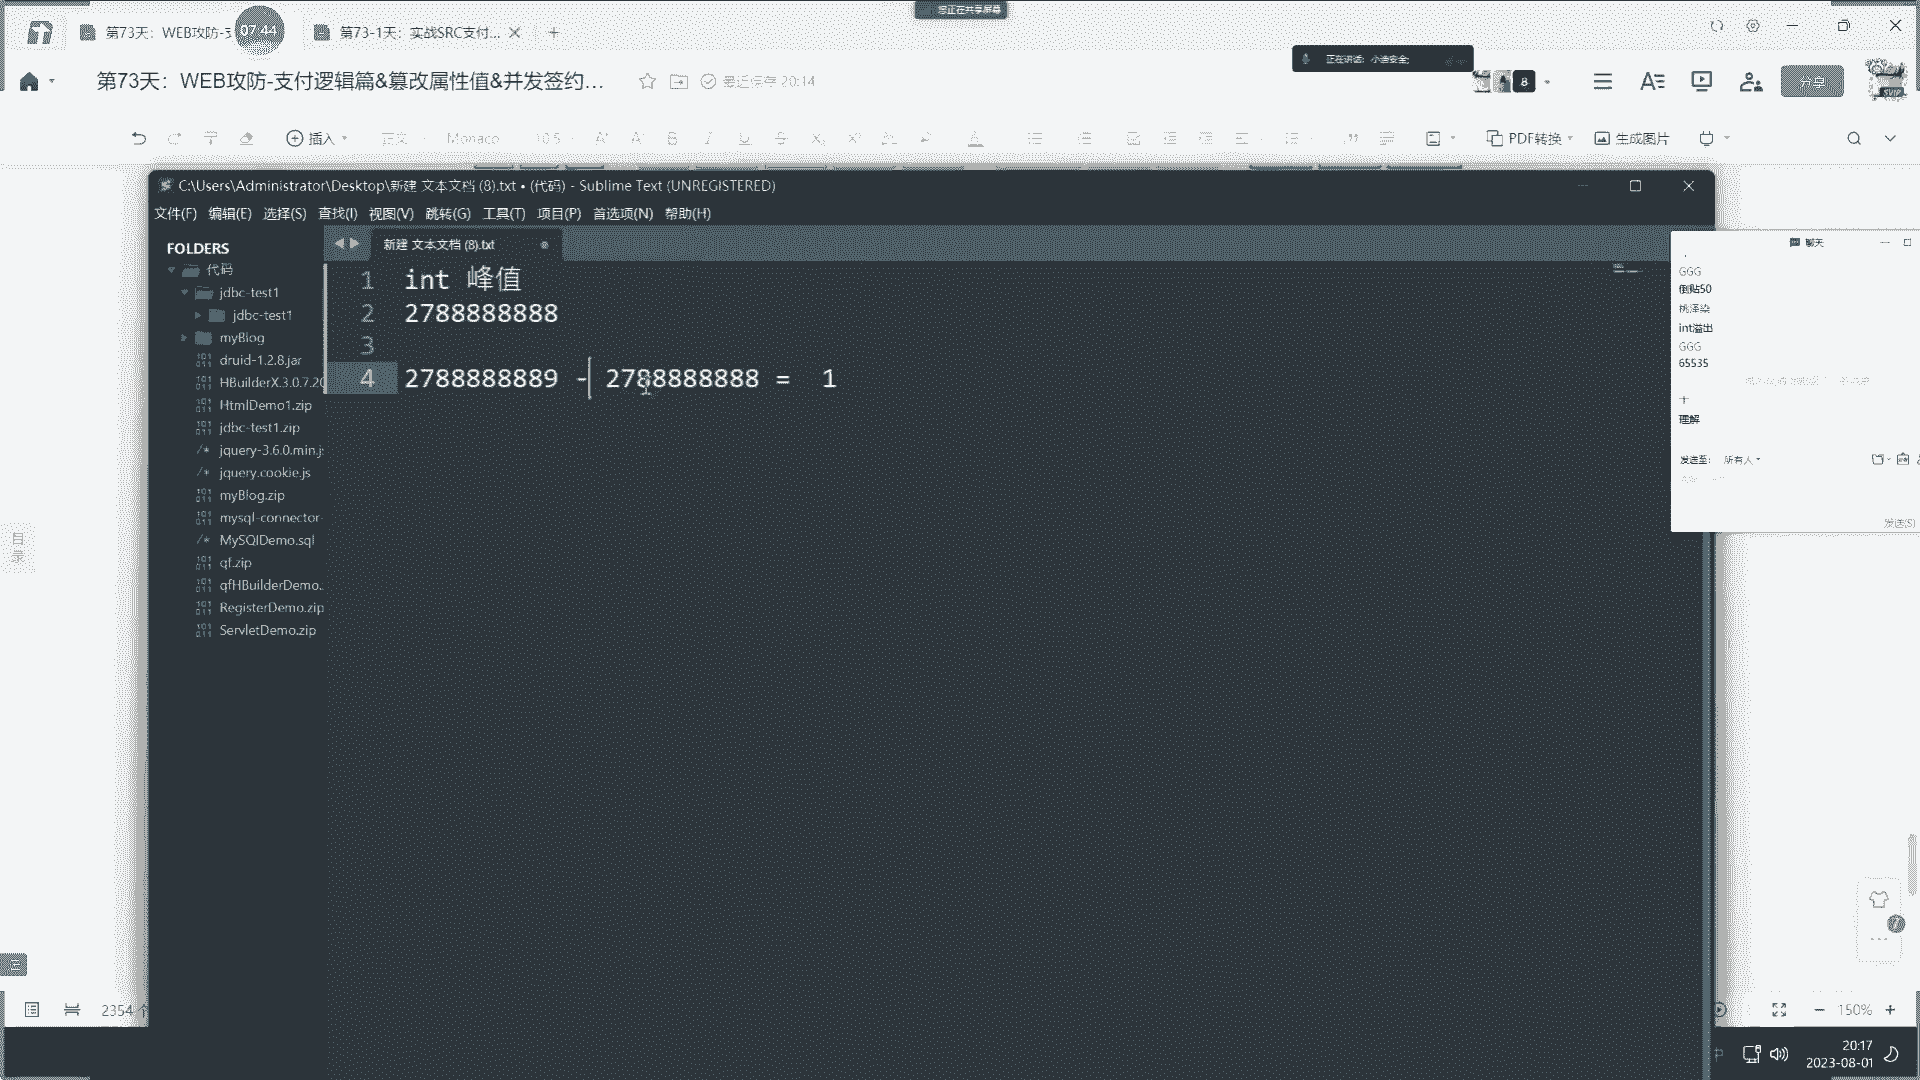 您正在共享屏幕
第73天：WEB攻防-支
07:44
第73-1天：实战SRC支付...
正在讲话: 小迪安全;
第73天：WEB攻防-支付逻辑篇&篡改属性值&并发签约...
最近保存 20:14
8
分享
SVIP
插入
正文
Monaco
10.5
PDF转换
生成图片
C:\Users\Administrator\Desktop\新建 文本文档 (8).txt • (代码) - Sublime Text (UNREGISTERED)
文件(F) 编辑(E) 选择(S) 查找(I) 视图(V) 跳转(G) 工具(T) 项目(P) 首选项(N) 帮助(H)
FOLDERS
代码
jdbc-test1
jdbc-test1
myBlog
druid-1.2.8.jar
HBuilderX.3.0.7.20
HtmlDemo1.zip
jdbc-test1.zip
jquery-3.6.0.min.js
jquery.cookie.js
myBlog.zip
mysql-connector-
MySQlDemo.sql
qf.zip
qfHBuilderDemo.
RegisterDemo.zip
ServletDemo.zip
新建 文本文档 (8).txt
1 int 峰值
2 2788888888
3
4 2788888889 - 2788888888 = 1
聊天
GGG
倒贴50
桃泽染
int溢出
GGG
65535
十
理解
发送至: 所有人
发送(S)
目录
2354 个
150%
20:17
2023-08-01